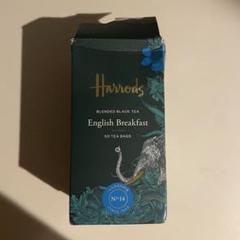 Harrods
BLENDED BLACK TEA
English Breakfast
50 TEA BAGS
Nº 14